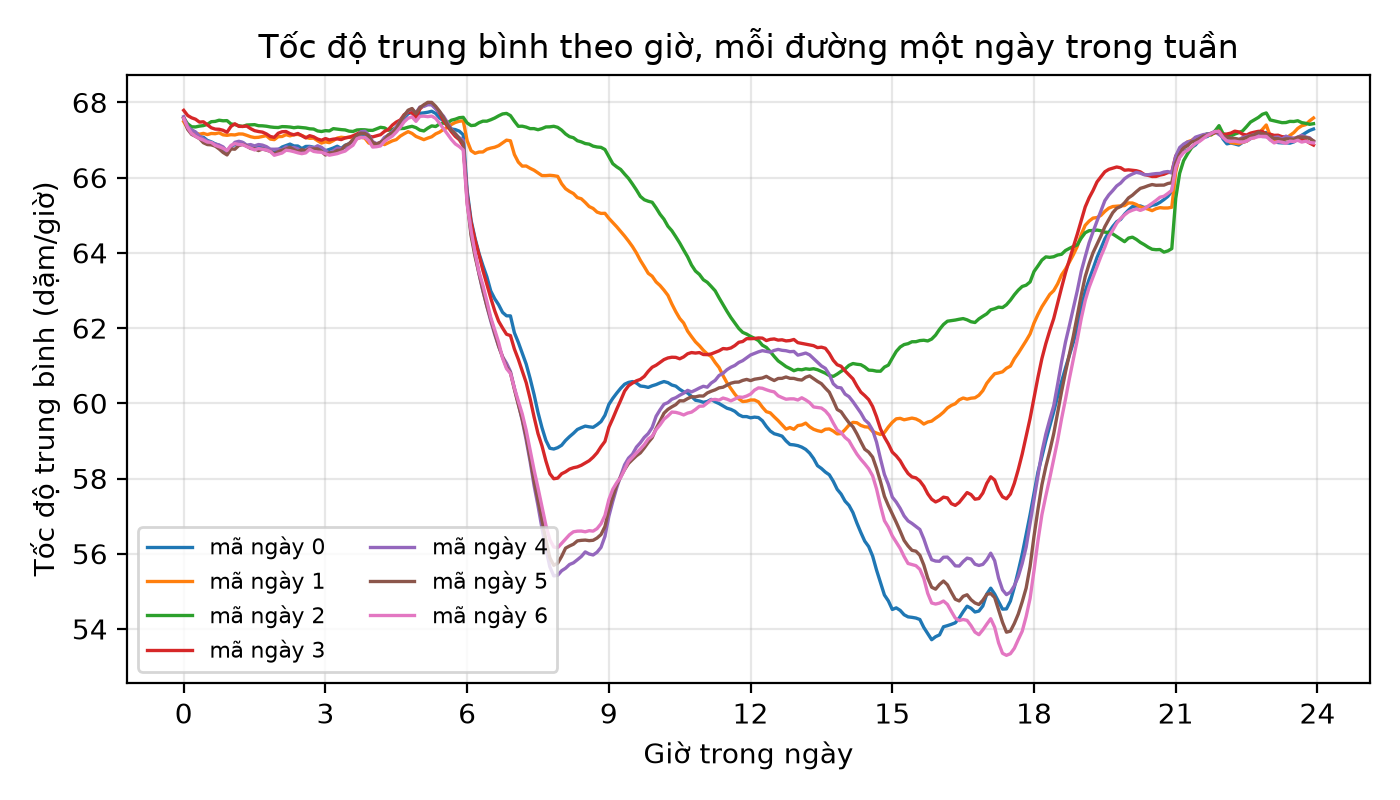 Tốc độ trung bình theo giờ, mỗi đường một ngày trong tuần
Tốc độ trung bình (dặm/giờ)
68
66
64
62
60
58
56
54
mã ngày 0
mã ngày 1
mã ngày 2
mã ngày 3
mã ngày 4
mã ngày 5
mã ngày 6
0 3 6 9 12 15 18 21 24
Giờ trong ngày